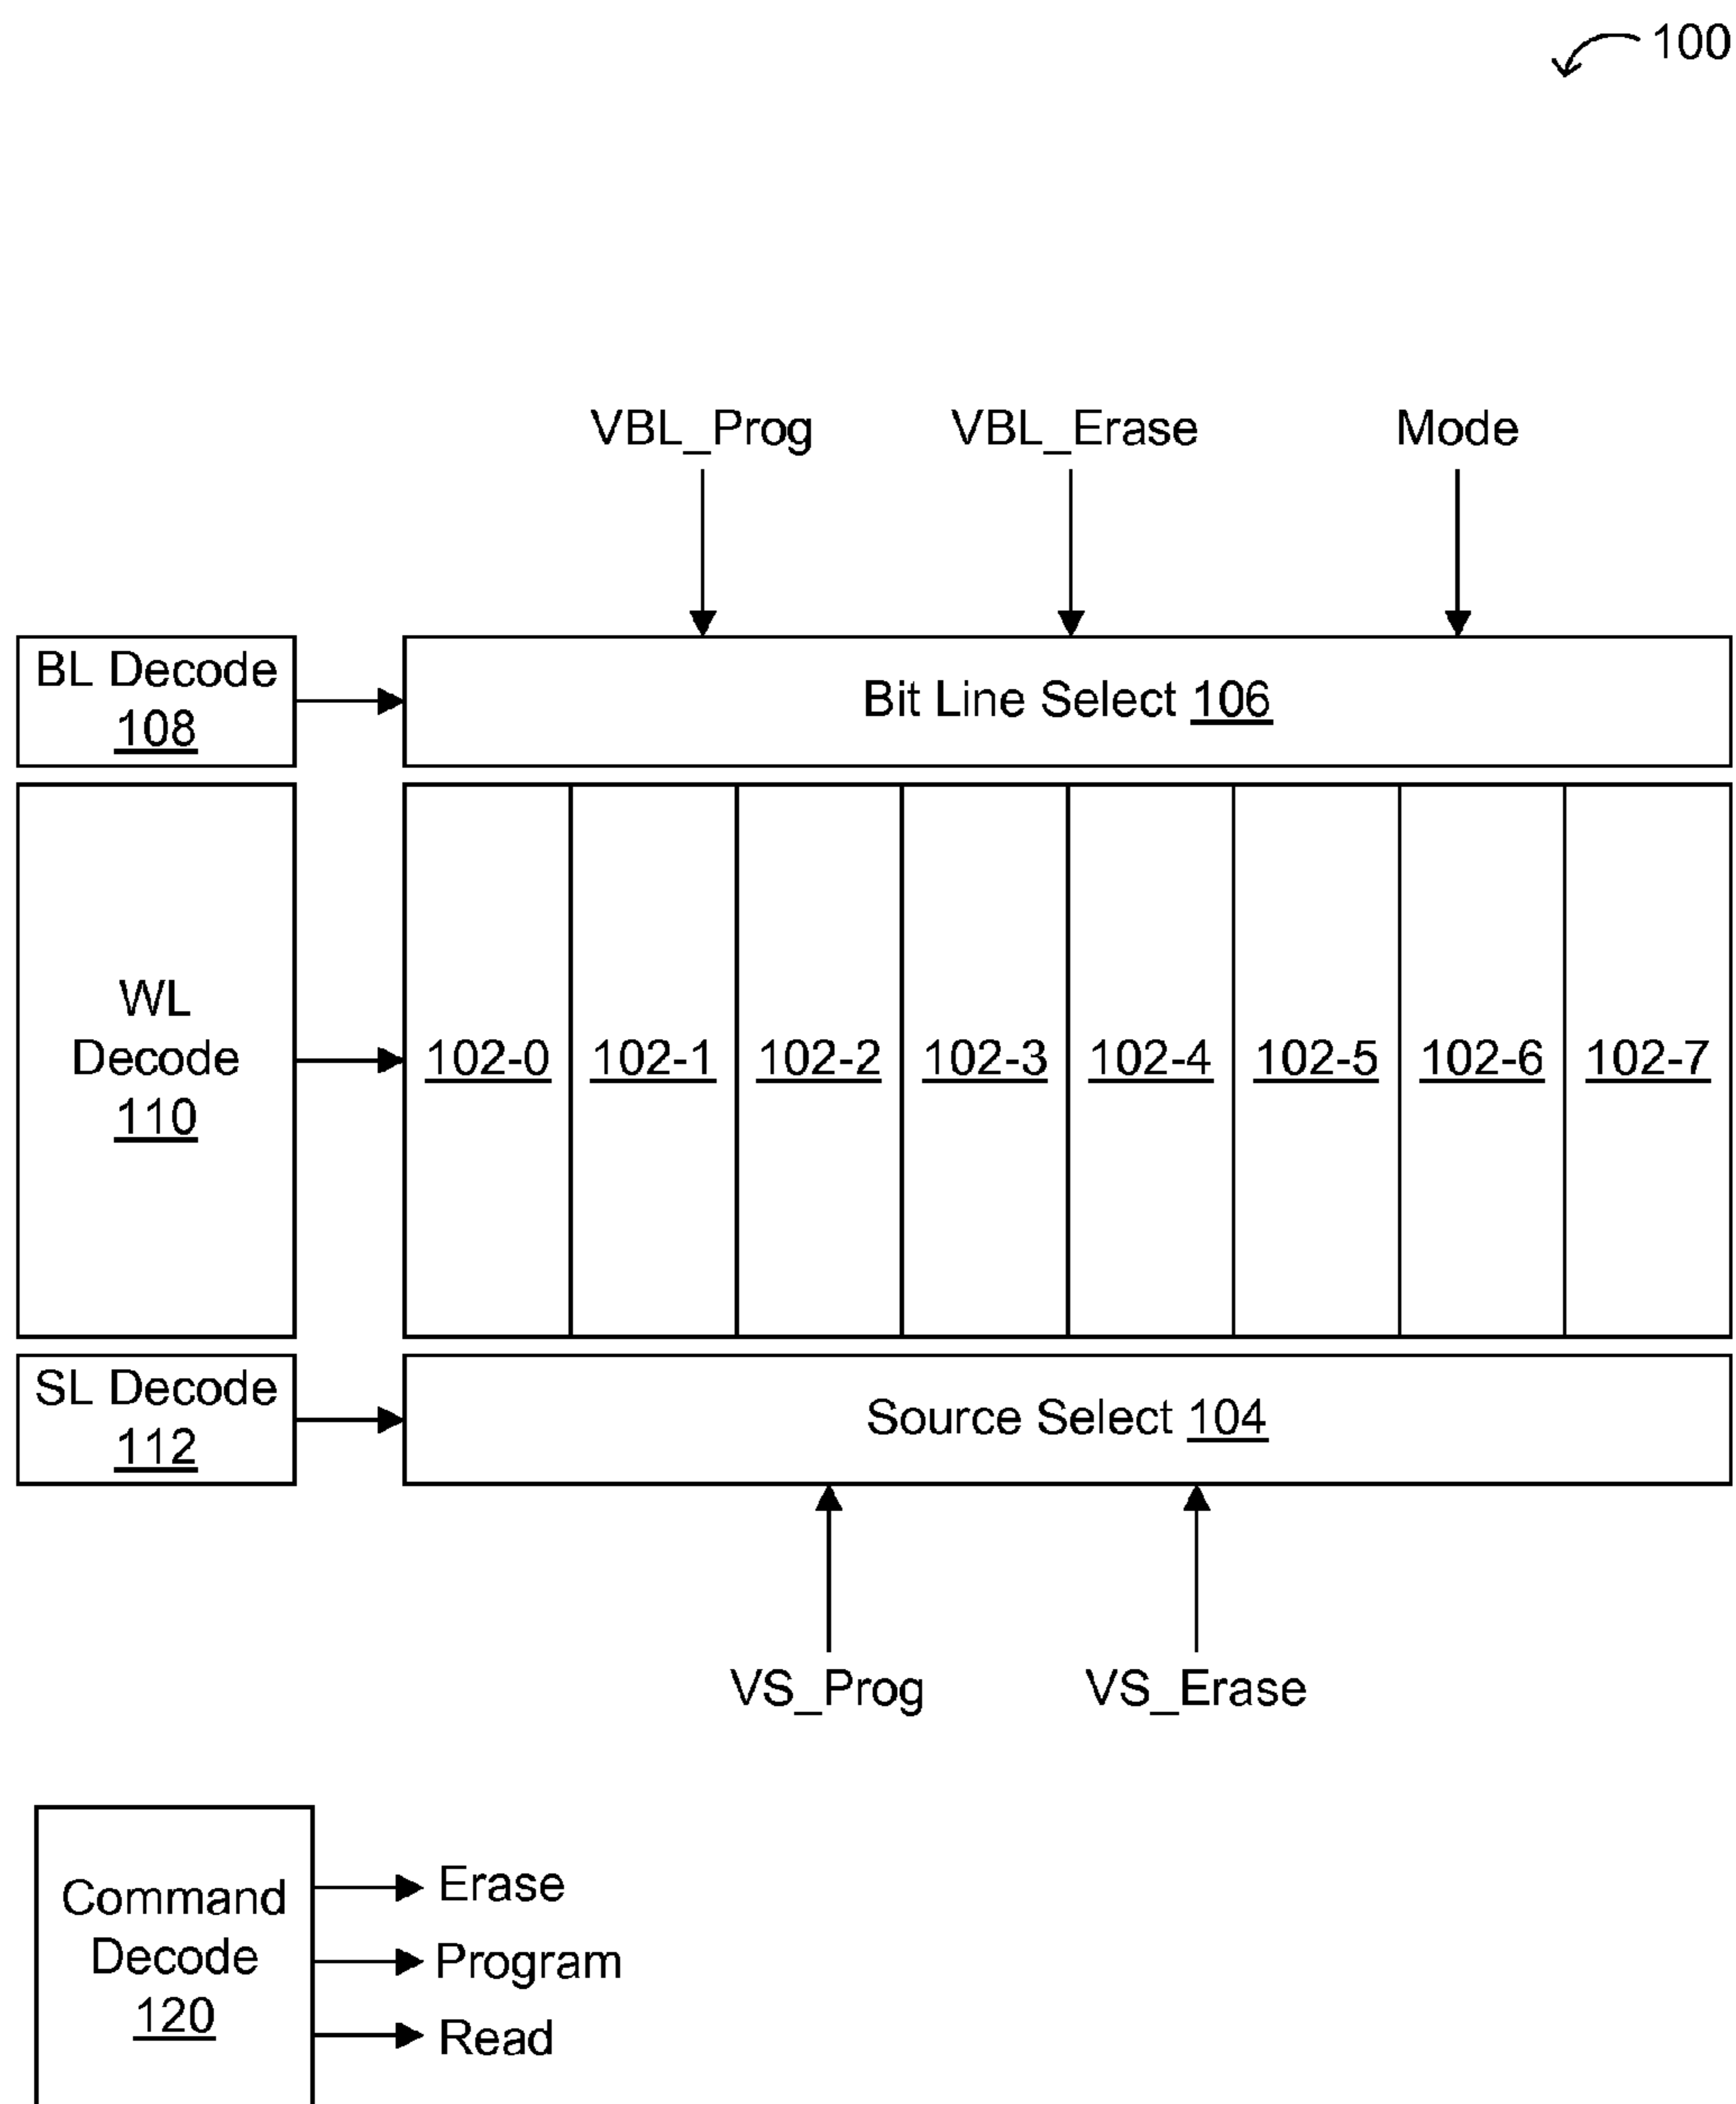 100
VBL_Prog VBL_Erase Mode
BL Decode
108
Bit Line Select 106
WL
Decode
110
102-0 102-1 102-2 102-3 102-4 102-5 102-6 102-7
SL Decode
112
Source Select 104
VS_Prog VS_Erase
Command
Decode
120
Erase
Program
Read